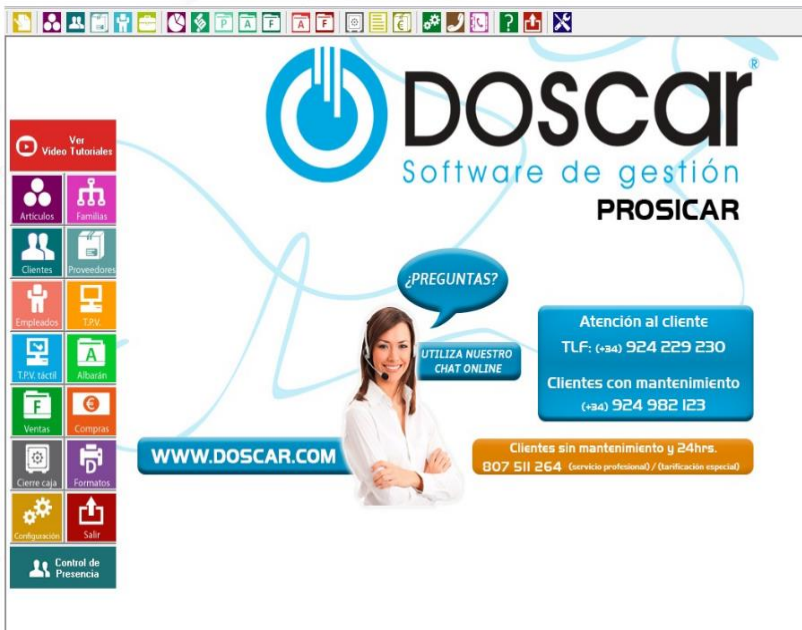 P A F A F
€
?
DOSCAR®
Software de gestión
PROSICAR
Ver
Video Tutoriales
Artículos
Familias
Clientes
Proveedores
Empleados
T.P.V.
T.P.V. táctil
A
Albarán
F
Ventas
€
Compras
Cierre caja
D
Formatos
Configuración
Salir
Control de
Presencia
¿PREGUNTAS?
UTILIZA NUESTRO
CHAT ONLINE
WWW.DOSCAR.COM
Atención al cliente
TLF: (+34) 924 229 230
Clientes con mantenimiento
(+34) 924 982 123
Clientes sin mantenimiento y 24hrs.
807 511 264 (servicio profesional) / (tarificación especial)